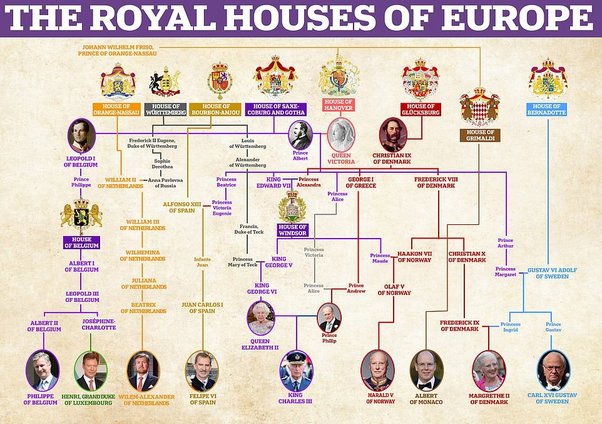 THE ROYAL HOUSES OF EUROPE
JOHANN WILHELM FRISO,
PRINCE OF ORANGE-NASSAU
HOUSE OF
ORANGE-NASSAU
HOUSE OF
WÜRTTEMBERG
HOUSE OF
BOURBON-ANJOU
HOUSE OF SAXE-
COBURG AND GOTHA
HOUSE OF
HANOVER
HOUSE OF
GLÜCKSBURG
HOUSE OF
GRIMALDI
HOUSE OF
BERNADOTTE
LEOPOLD I
OF BELGIUM
Frederick II Eugene,
Duke of Württemberg
Louis
of Württemberg
Prince
Albert
QUEEN
VICTORIA
CHRISTIAN IX
OF DENMARK
Sophie
Dorothea
Alexander
of Württemberg
Prince
Philippe
WILLIAM II
OF NETHERLANDS
Anna Pavlovna
of Russia
Princess
Beatrice
KING
EDWARD VII
Princess
Alexandra
GEORGE I
OF GREECE
FREDERIK VIII
OF DENMARK
Princess
Alice
ALFONSO XIII
OF SPAIN
Princess
Victoria
Eugenie
HOUSE OF
WINDSOR
WILLIAM III
OF NETHERLANDS
Francis,
Duke of Teck
HOUSE
OF BELGIUM
Prince
Arthur
WILHEMINA
OF NETHERLANDS
Infante
Juan
Princess
Mary of Teck
KING
GEORGE V
Princess
Victoria
Princess
Maude
HAAKON VII
OF NORWAY
CHRISTIAN X
OF DENMARK
ALBERT I
OF BELGIUM
Princess
Margaret
GUSTAV VI ADOLF
OF SWEDEN
JULIANA
OF NETHERLANDS
KING
GEORGE VI
Princess
Alice
Prince
Andrew
OLAF V
OF NORWAY
LEOPOLD III
OF BELGIUM
BEATRIX
OF NETHERLANDS
JUAN CARLOS I
OF SPAIN
ALBERT II
OF BELGIUM
JOSÉPHINE-
CHARLOTTE
QUEEN
ELIZABETH II
Prince
Philip
FREDERIK IX
OF DENMARK
Princess
Ingrid
Prince
Gustav
PHILIPPE
OF BELGIUM
HENRI, GRAND DUKE
OF LUXEMBOURG
WILEM-ALEXANDER
OF NETHERLANDS
FELIPE VI
OF SPAIN
KING
CHARLES III
HARALD V
OF NORWAY
ALBERT
OF MONACO
MARGRETHE II
OF DENMARK
CARL XVI GUSTAV
OF SWEDEN